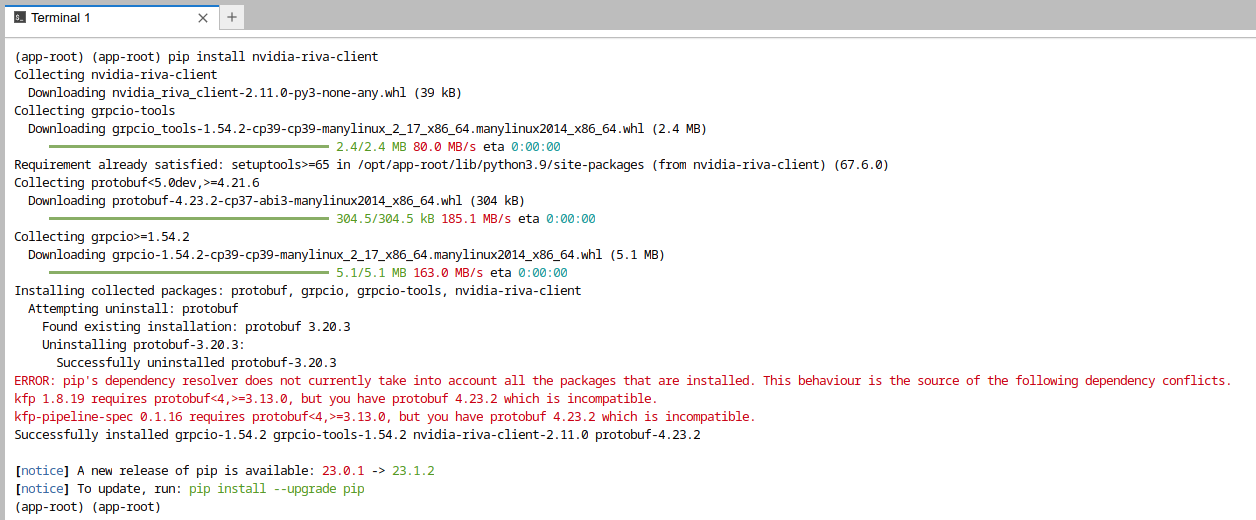 Terminal 1
(app-root) (app-root) pip install nvidia-riva-client
Collecting nvidia-riva-client
  Downloading nvidia_riva_client-2.11.0-py3-none-any.whl (39 kB)
Collecting grpcio-tools
  Downloading grpcio_tools-1.54.2-cp39-cp39-manylinux_2_17_x86_64.manylinux2014_x86_64.whl (2.4 MB)
2.4/2.4 MB 80.0 MB/s eta 0:00:00
Requirement already satisfied: setuptools>=65 in /opt/app-root/lib/python3.9/site-packages (from nvidia-riva-client) (67.6.0)
Collecting protobuf<5.0dev,>=4.21.6
  Downloading protobuf-4.23.2-cp37-abi3-manylinux2014_x86_64.whl (304 kB)
304.5/304.5 kB 185.1 MB/s eta 0:00:00
Collecting grpcio>=1.54.2
  Downloading grpcio-1.54.2-cp39-cp39-manylinux_2_17_x86_64.manylinux2014_x86_64.whl (5.1 MB)
5.1/5.1 MB 163.0 MB/s eta 0:00:00
Installing collected packages: protobuf, grpcio, grpcio-tools, nvidia-riva-client
  Attempting uninstall: protobuf
    Found existing installation: protobuf 3.20.3
    Uninstalling protobuf-3.20.3:
      Successfully uninstalled protobuf-3.20.3
ERROR: pip's dependency resolver does not currently take into account all the packages that are installed. This behaviour is the source of the following dependency conflicts.
kfp 1.8.19 requires protobuf<4,>=3.13.0, but you have protobuf 4.23.2 which is incompatible.
kfp-pipeline-spec 0.1.16 requires protobuf<4,>=3.13.0, but you have protobuf 4.23.2 which is incompatible.
Successfully installed grpcio-1.54.2 grpcio-tools-1.54.2 nvidia-riva-client-2.11.0 protobuf-4.23.2
[notice] A new release of pip is available: 23.0.1 -> 23.1.2
[notice] To update, run: pip install --upgrade pip
(app-root) (app-root)